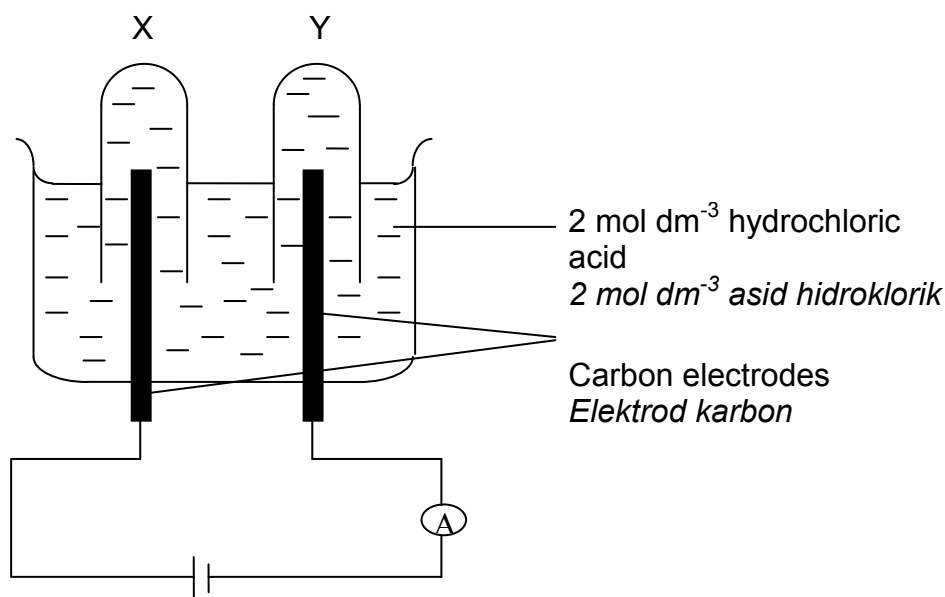 X Y
2 mol dm⁻³ hydrochloric
acid
2 mol dm⁻³ asid hidroklorik
Carbon electrodes
Elektrod karbon
A